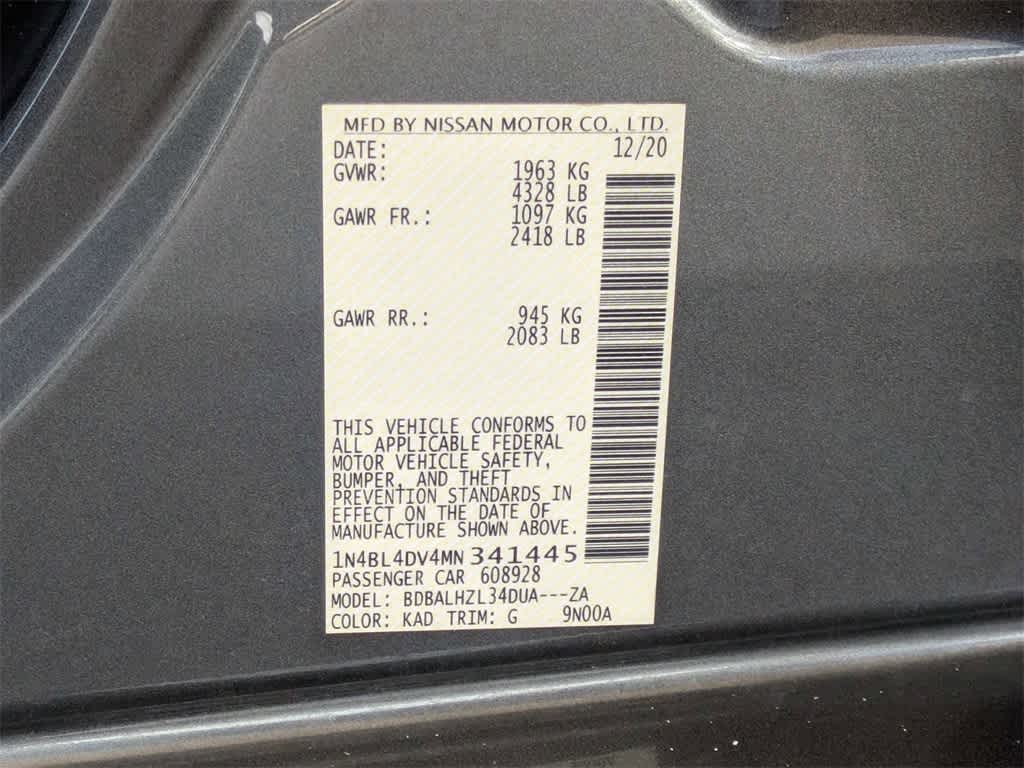 MFD BY NISSAN MOTOR CO., LTD.
DATE: 12/20
GVWR: 1963 KG
4328 LB
GAWR FR.: 1097 KG
2418 LB
GAWR RR.: 945 KG
2083 LB
THIS VEHICLE CONFORMS TO
ALL APPLICABLE FEDERAL
MOTOR VEHICLE SAFETY,
BUMPER, AND THEFT
PREVENTION STANDARDS IN
EFFECT ON THE DATE OF
MANUFACTURE SHOWN ABOVE.
1N4BL4DV4MN 341445
PASSENGER CAR 608928
MODEL: BDBALHZL34DUA---ZA
COLOR: KAD TRIM: G 9N00A